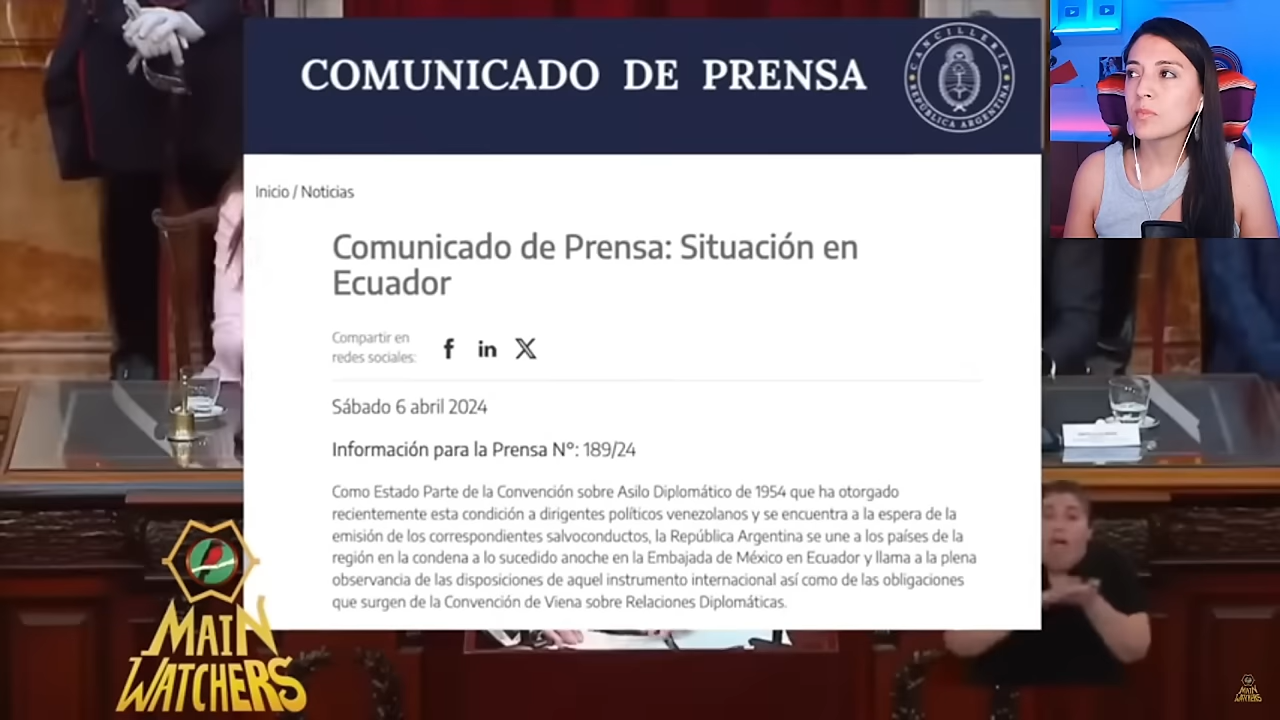 COMUNICADO DE PRENSA
CANCILLERÍA
REPÚBLICA ARGENTINA
Inicio / Noticias
Comunicado de Prensa: Situación en
Ecuador
Compartir en
redes sociales:
Sábado 6 abril 2024
Información para la Prensa N°: 189/24
Como Estado Parte de la Convención sobre Asilo Diplomático de 1954 que ha otorgado
recientemente esta condición a dirigentes políticos venezolanos y se encuentra a la espera de la
emisión de los correspondientes salvoconductos, la República Argentina se une a los países de la
región en la condena a lo sucedido anoche en la Embajada de México en Ecuador y llama a la plena
observancia de las disposiciones de aquel instrumento internacional así como de las obligaciones
que surgen de la Convención de Viena sobre Relaciones Diplomáticas.
MAIN
WATCHERS
MAIN
WATCHERS